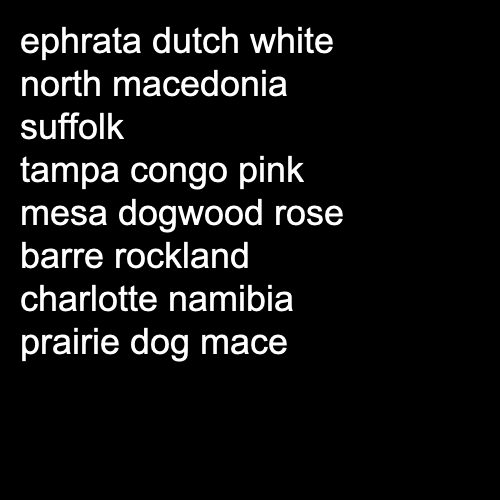 ephrata dutch white
north macedonia
suffolk
tampa congo pink
mesa dogwood rose
barre rockland
charlotte namibia
prairie dog mace